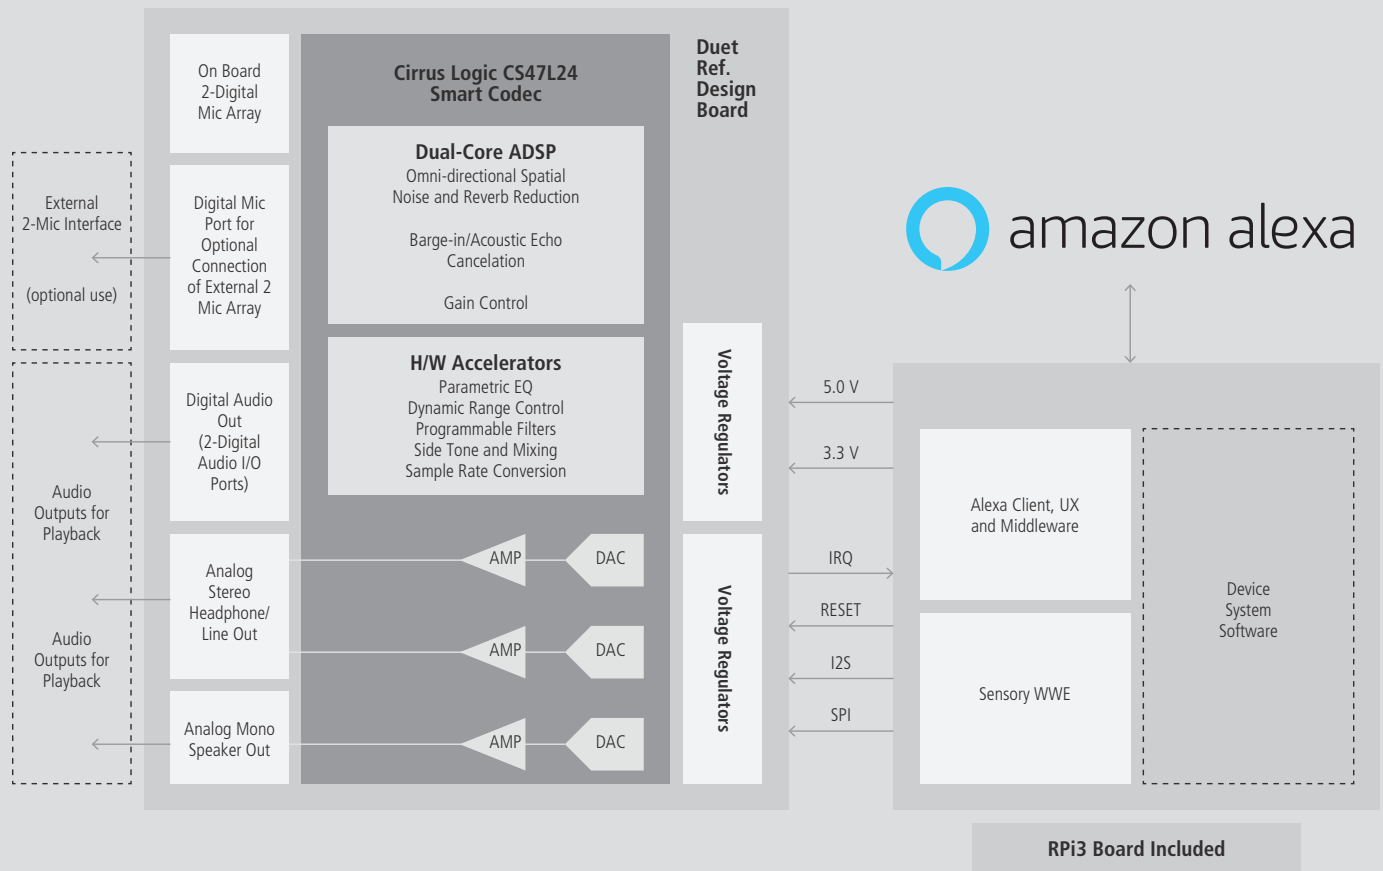 External
2-Mic Interface
(optional use)
Audio
Outputs for
Playback
Audio
Outputs for
Playback
On Board
2-Digital
Mic Array
Digital Mic
Port for
Optional
Connection
of External 2
Mic Array
Digital Audio
Out
(2-Digital
Audio I/O
Ports)
Analog
Stereo
Headphone/
Line Out
Analog Mono
Speaker Out
Cirrus Logic CS47L24
Smart Codec
Dual-Core ADSP
Omni-directional Spatial
Noise and Reverb Reduction
Barge-in/Acoustic Echo
Cancelation
Gain Control
H/W Accelerators
Parametric EQ
Dynamic Range Control
Programmable Filters
Side Tone and Mixing
Sample Rate Conversion
AMP
DAC
AMP
DAC
AMP
DAC
Duet
Ref.
Design
Board
Voltage Regulators
Voltage Regulators
5.0 V
3.3 V
IRQ
RESET
I2S
SPI
amazon alexa
Alexa Client, UX
and Middleware
Sensory WWE
Device
System
Software
RPi3 Board Included